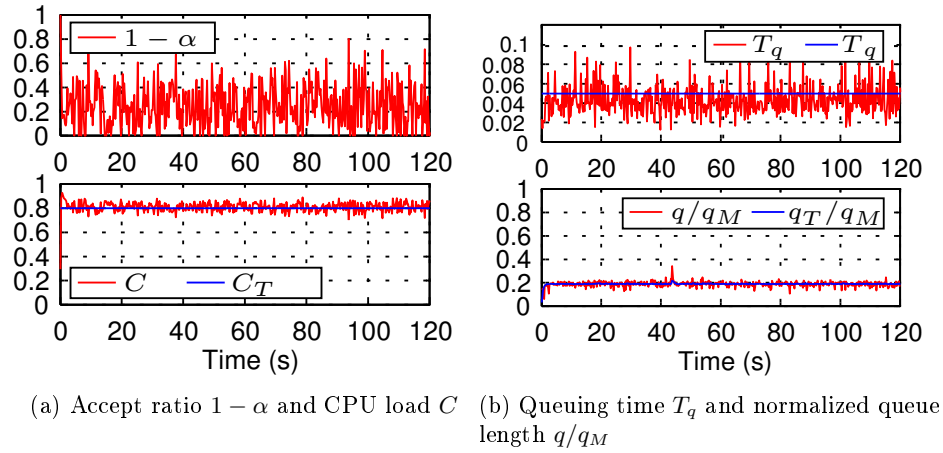 1
0.8
0.6
0.4
0.2
0
1 − α
0 20 40 60 80 100 120
1
0.8
0.6
0.4
0.2
0
C C_T
0 20 40 60 80 100 120
Time (s)
(a) Accept ratio 1 − α and CPU load C
0.1
0.08
0.06
0.04
0.02
0
T_q T_q
0 20 40 60 80 100 120
1
0.8
0.6
0.4
0.2
0
q/q_M q_T/q_M
0 20 40 60 80 100 120
Time (s)
(b) Queuing time T_q and normalized queue
length q/q_M